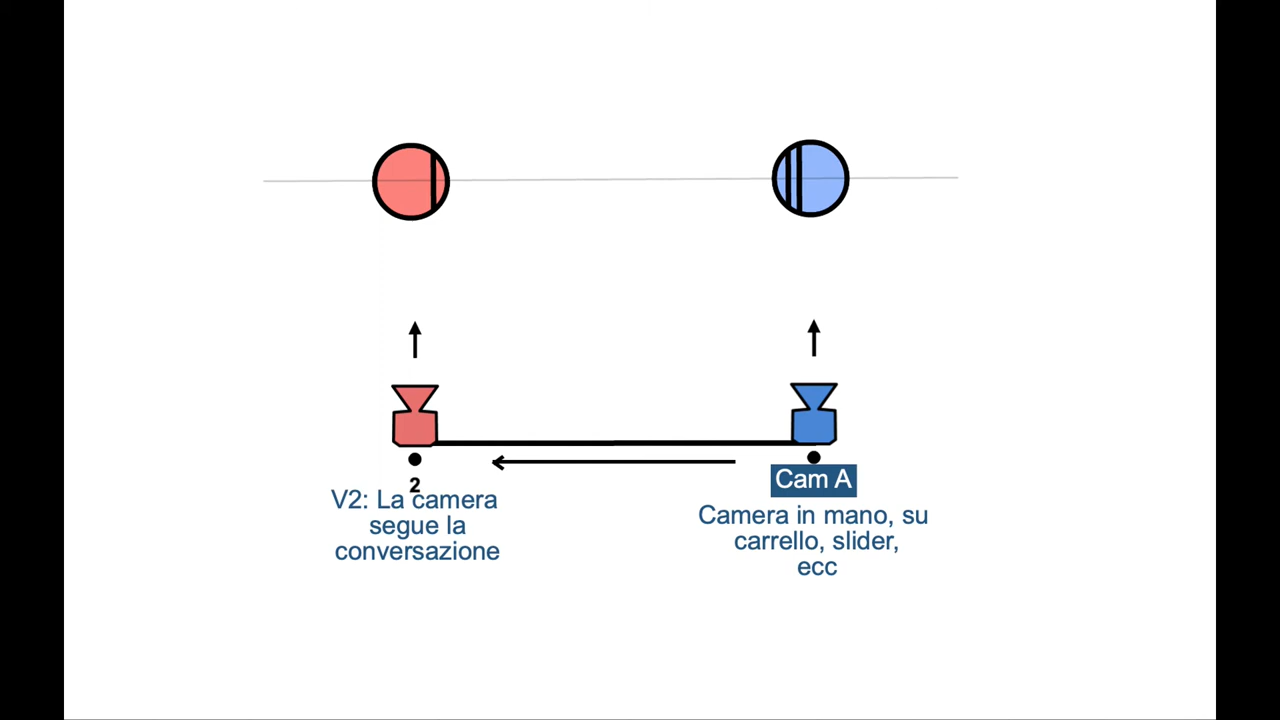 2
V2: La camera
segue la
conversazione
Cam A
Camera in mano, su
carrello, slider,
ecc